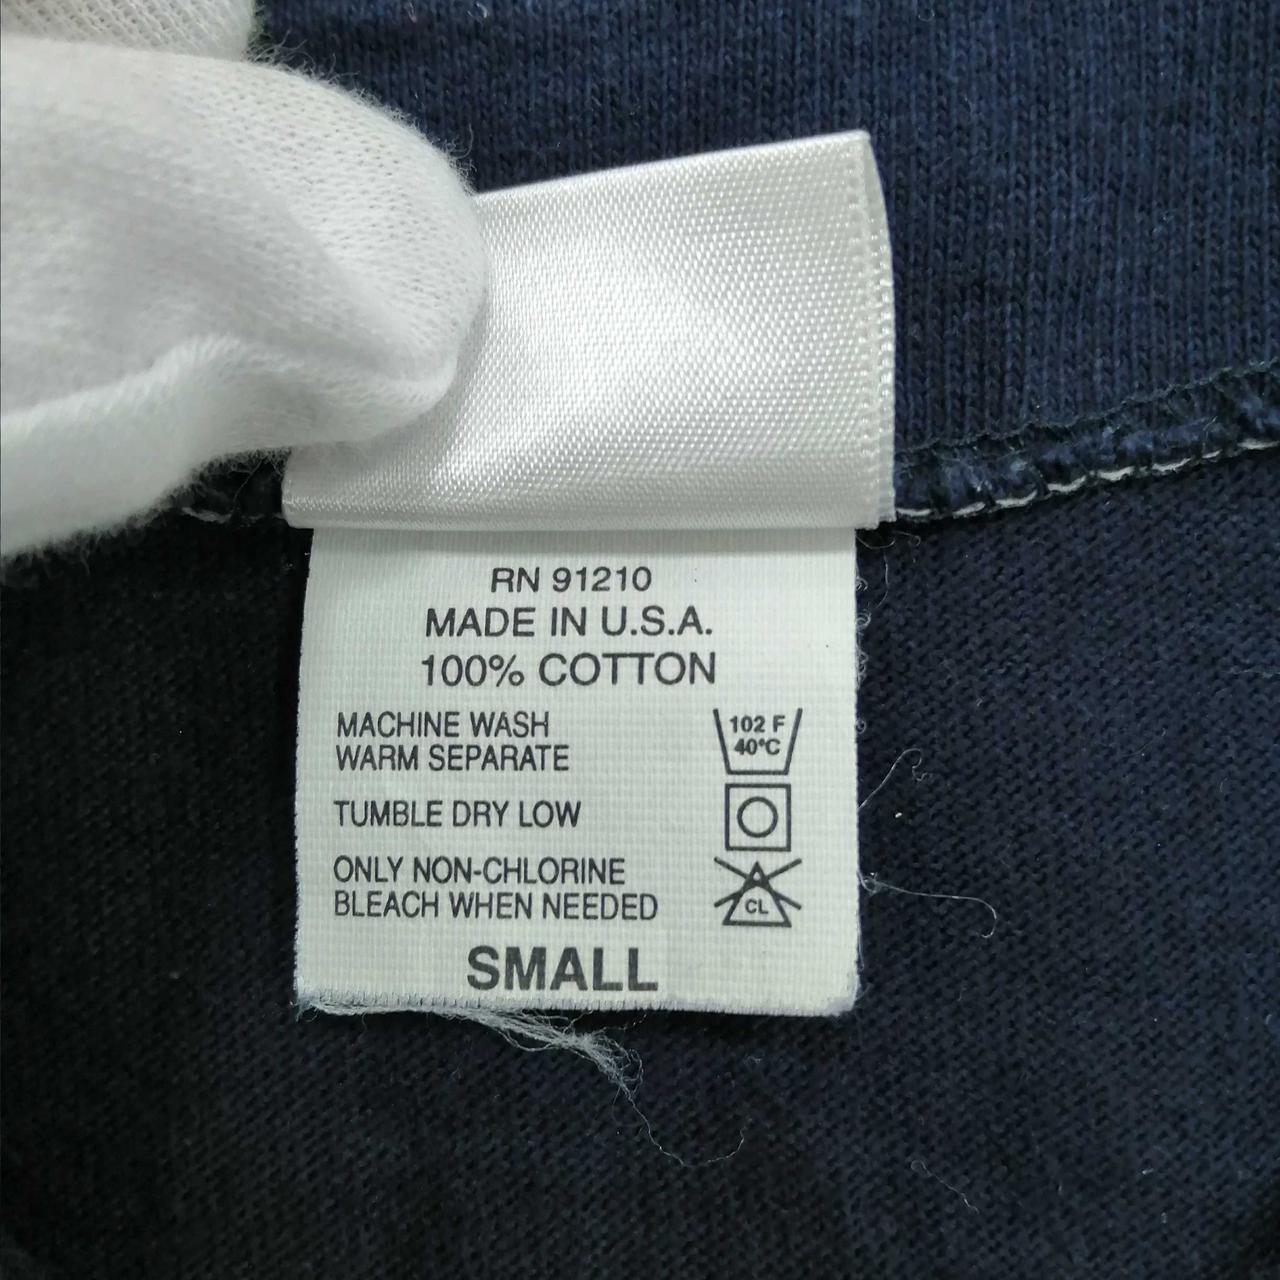 RN 91210
MADE IN U.S.A.
100% COTTON
MACHINE WASH
WARM SEPARATE
102 F
40°C
TUMBLE DRY LOW
ONLY NON-CHLORINE
BLEACH WHEN NEEDED
CL
SMALL